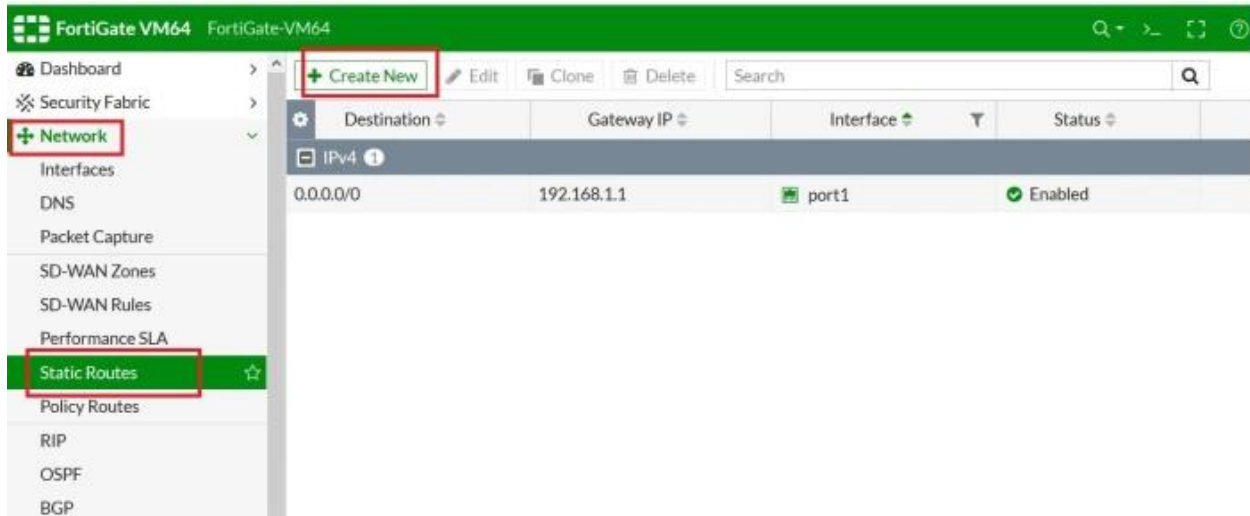 FortiGate VM64 FortiGate-VM64
Dashboard
Security Fabric
Network
Interfaces
DNS
Packet Capture
SD-WAN Zones
SD-WAN Rules
Performance SLA
Static Routes
Policy Routes
RIP
OSPF
BGP
+ Create New Edit Clone Delete Search
Destination Gateway IP Interface Status
IPv4 1
0.0.0.0/0 192.168.1.1 port1 Enabled